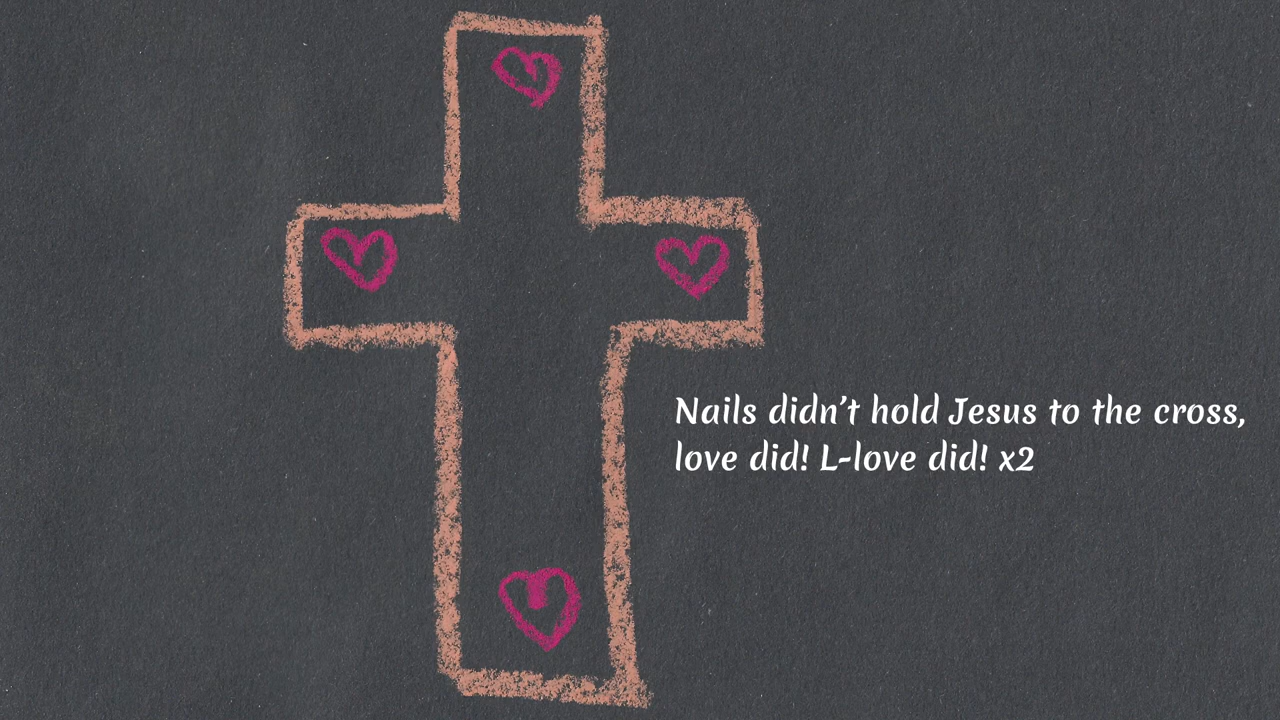 Nails didn’t hold Jesus to the cross,
love did! L-love did! x2